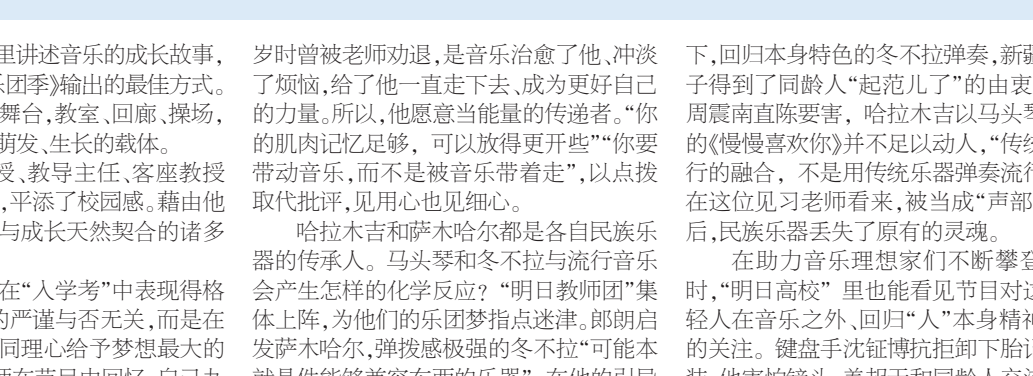 里讲述音乐的成长故事，
乐团季》输出的最佳方式。
舞台，教室、回廊、操场，
萌发、生长的载体。
授、教导主任、客座教授
，平添了校园感。藉由他
与成长天然契合的诸多
在“入学考”中表现得格
的严谨与否无关，而是在
同理心给予梦想最大的
岁时曾被老师劝退，是音乐治愈了他、冲淡
了烦恼，给了他一直走下去、成为更好自己
的力量。所以，他愿意当能量的传递者。“你
的肌肉记忆足够，可以放得更开些”“你要
带动音乐，而不是被音乐带着走”，以点拨
取代批评，见用心也见细心。
哈拉木吉和萨木哈尔都是各自民族乐
器的传承人。马头琴和冬不拉与流行音乐
会产生怎样的化学反应？“明日教师团”集
体上阵，为他们的乐团梦指点迷津。郎朗启
发萨木哈尔，弹拨感极强的冬不拉“可能本
就是件能够兼容东西的乐器”。在他的引导
下，回归本身特色的冬不拉弹奏，新疆
子得到了同龄人“起范儿了”的由衷
周震南直陈要害，哈拉木吉以马头琴
的《慢慢喜欢你》并不足以动人，“传统
行的融合，不是用传统乐器弹奏流行
在这位见习老师看来，被当成“声部
后，民族乐器丢失了原有的灵魂。
在助力音乐理想家们不断攀登
时，“明日高校”里也能看见节目对这
轻人在音乐之外、回归“人”本身精神
的关注。键盘手沈钲博抗拒卸下胎记